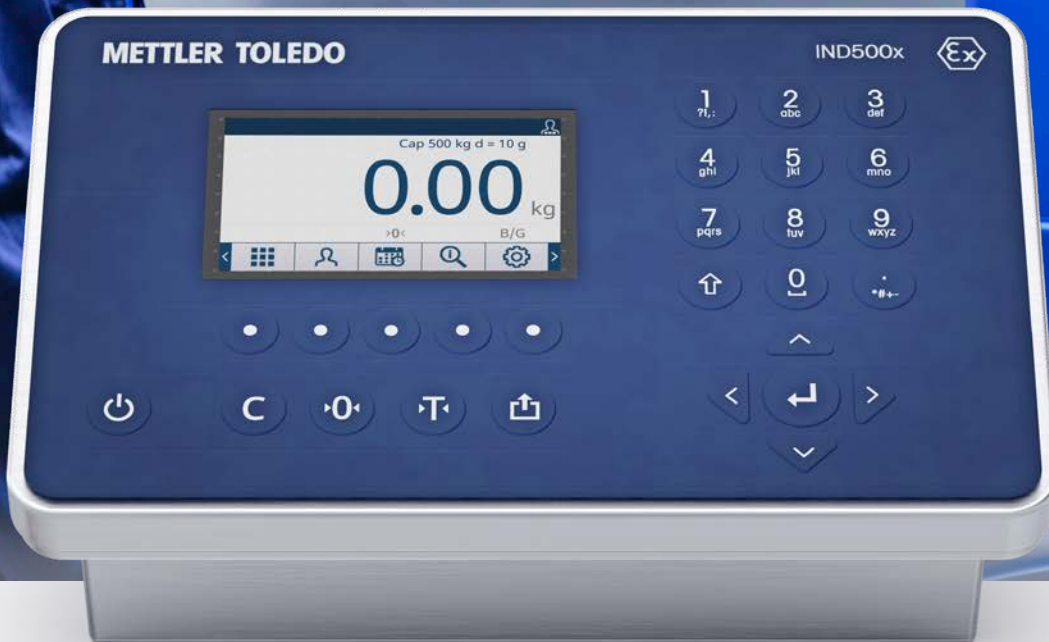 METTLER TOLEDO
IND500x
Ex
Cap 500 kg d = 10 g
0.00 kg
>0<
B/G
1 2 3
?!,: abc def
4 5 6
ghi jkl mno
7 8 9
pqrs tuv wxyz
0 .
*#+-
C
0
T